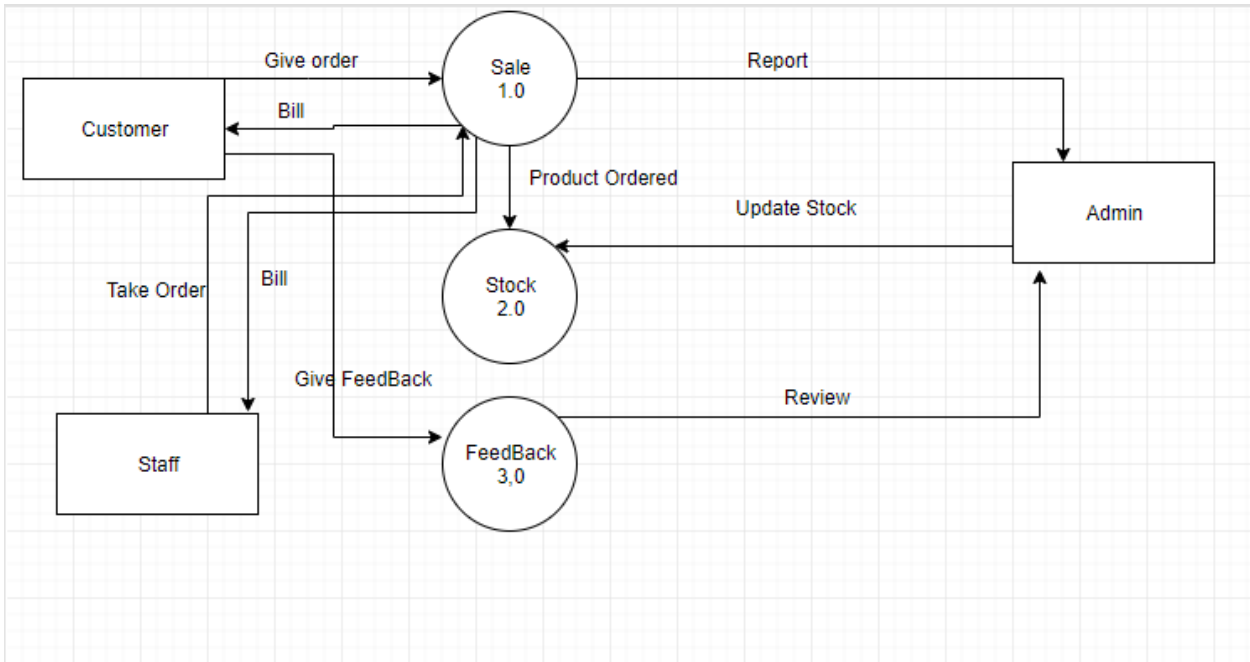 Give order
Sale
1.0
Report
Bill
Customer
Product Ordered
Update Stock
Admin
Take Order
Bill
Stock
2.0
Give FeedBack
Review
Staff
FeedBack
3,0